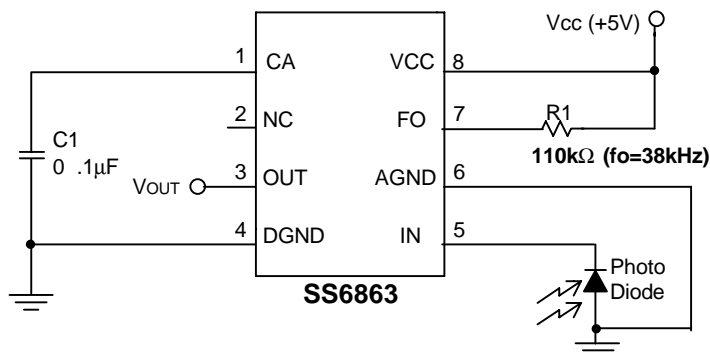 Vcc (+5V)
1 CA VCC 8
2 NC FO 7 R1
110kΩ (fo=38kHz)
C1
0 .1μF
VOUT 3 OUT AGND 6
4 DGND IN 5
Photo
Diode
SS6863